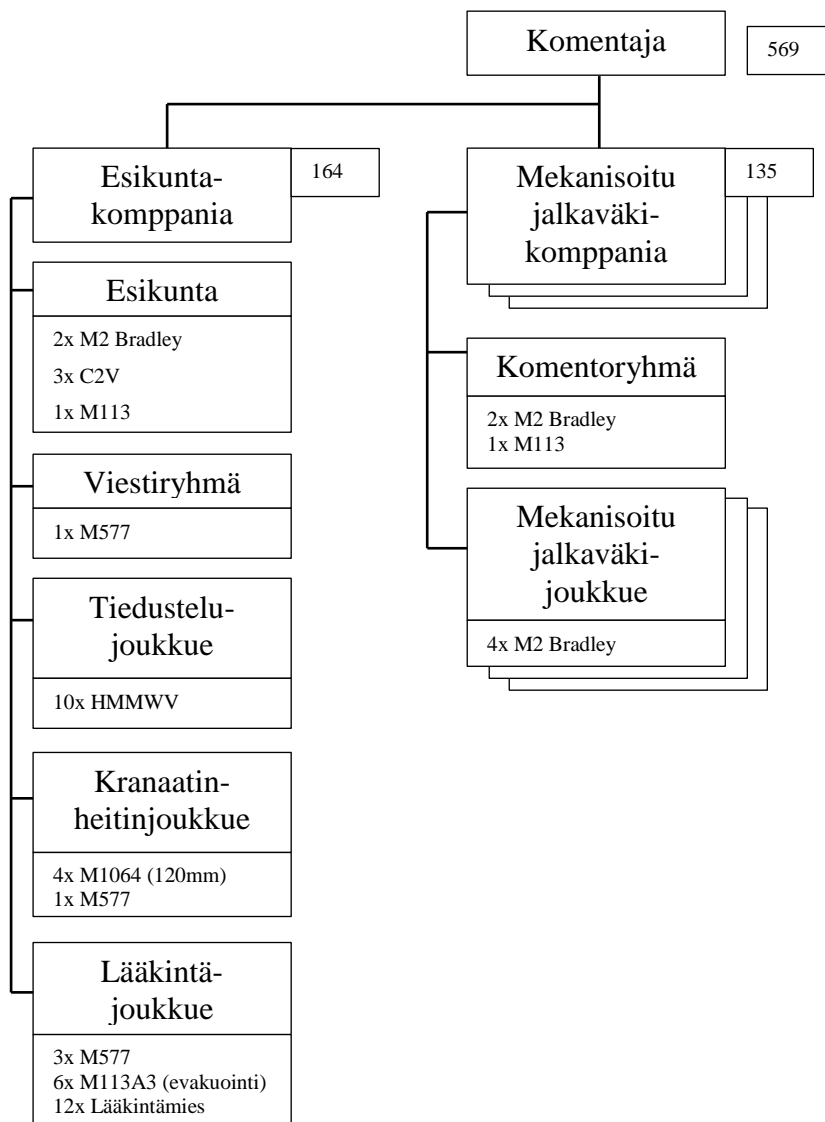 Komentaja
569
Esikunta-
komppania
164
Esikunta
2x M2 Bradley
3x C2V
1x M113
Viestiryhmä
1x M577
Tiedustelu-
joukkue
10x HMMWV
Kranaatin-
heitinjoukkue
4x M1064 (120mm)
1x M577
Lääkintä-
joukkue
3x M577
6x M113A3 (evakuointi)
12x Lääkintämies
Mekanisoitu
jalkaväki-
komppania
135
Komentoryhmä
2x M2 Bradley
1x M113
Mekanisoitu
jalkaväki-
joukkue
4x M2 Bradley